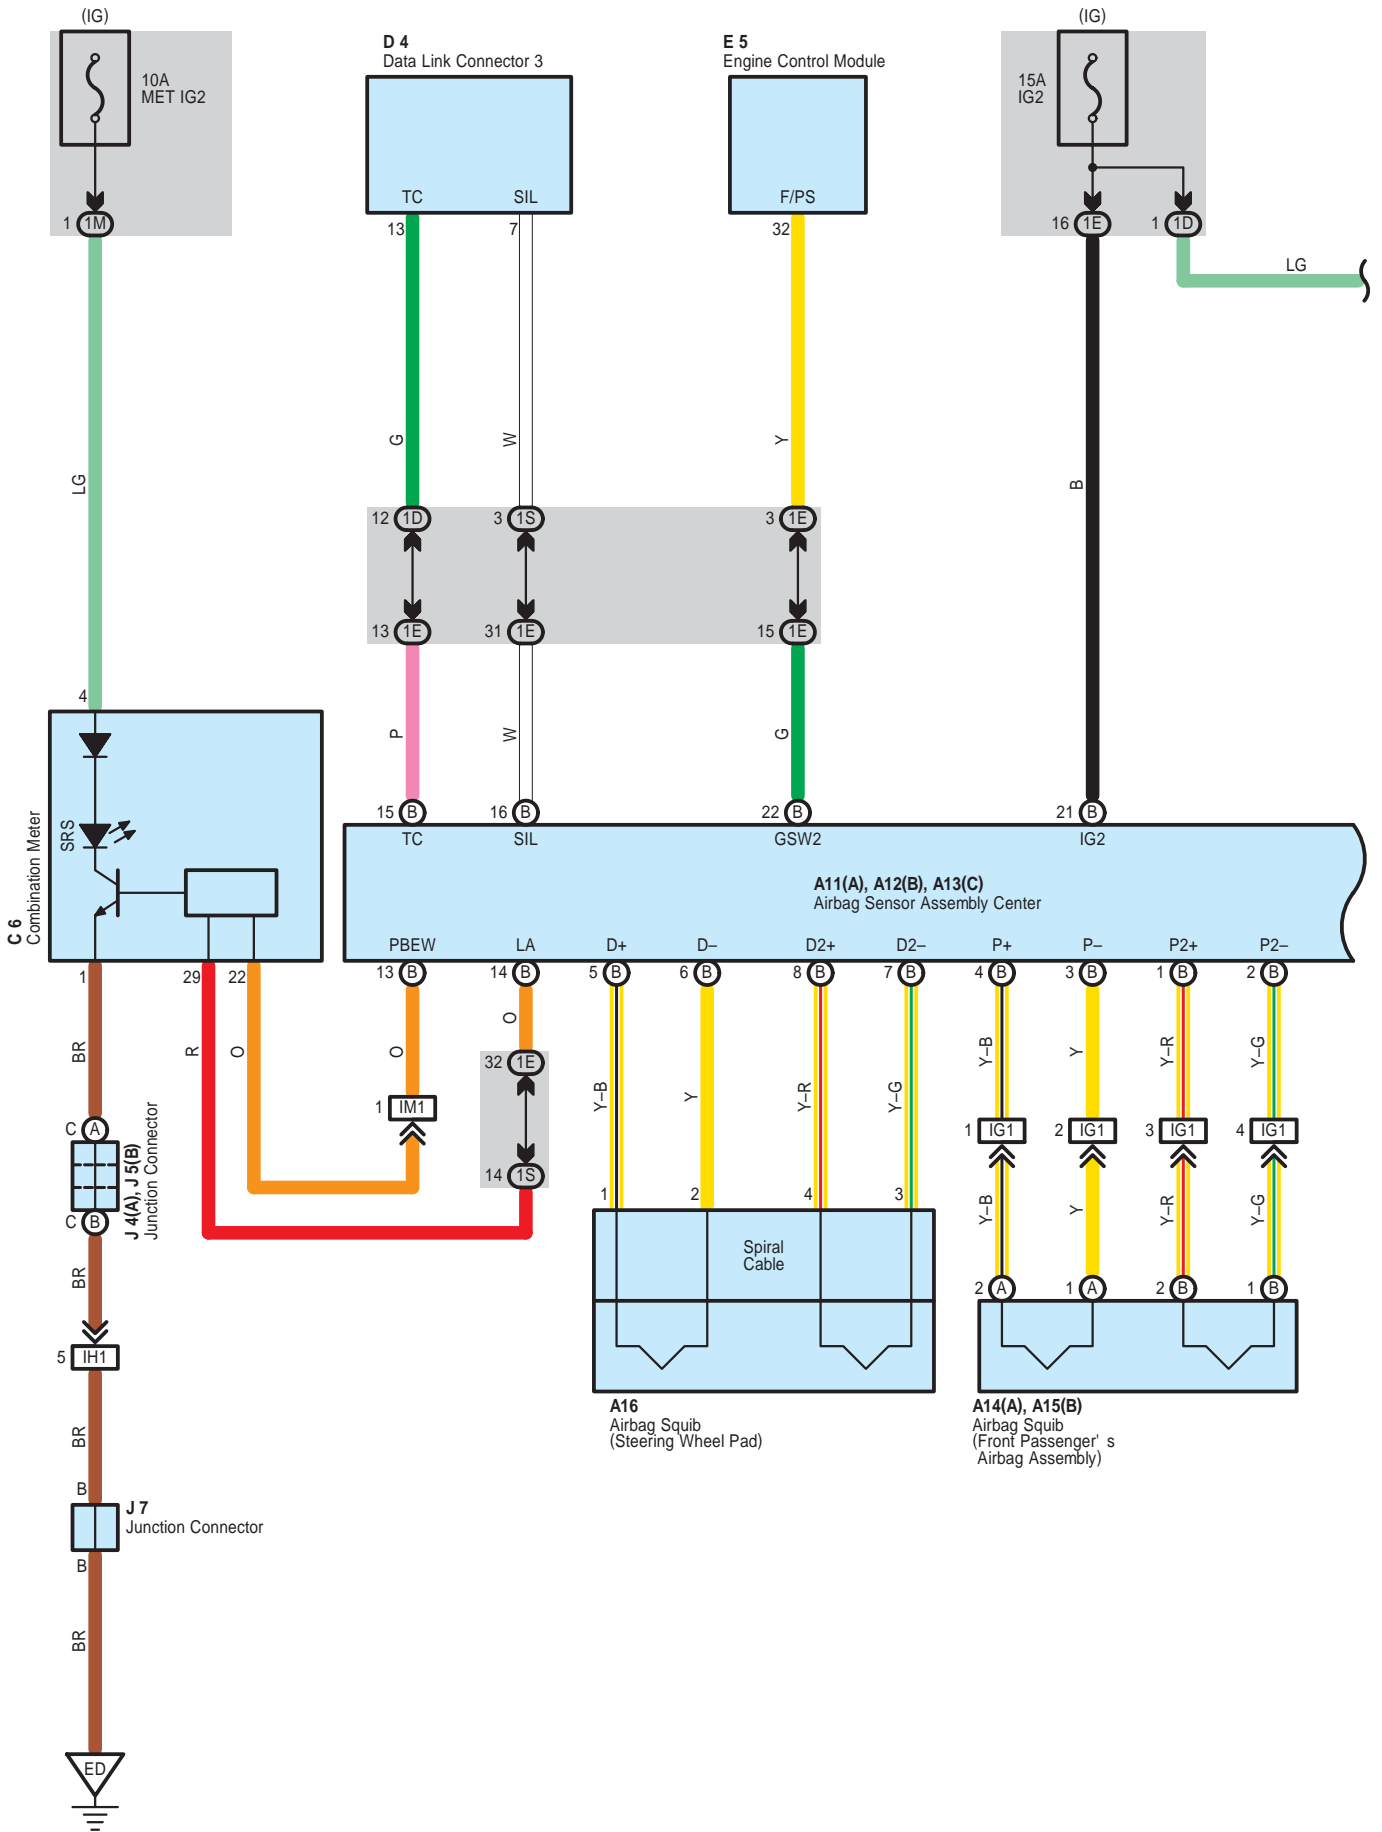 (IG)
(IG)
D 4
Data Link Connector 3
E 5
Engine Control Module
10A
MET IG2
15A
IG2
TC
SIL
F/PS
1 1M
13
7
32
16 1E
1 1D
LG
LG
G
W
Y
B
12 1D
3 1S
3 1E
13 1E
31 1E
15 1E
4
P
W
G
15 B
16 B
22 B
21 B
TC
SIL
GSW2
IG2
C 6
Combination Meter
SRS
A11(A), A12(B), A13(C)
Airbag Sensor Assembly Center
PBEW
LA
D+
D–
D2+
D2–
P+
P–
P2+
P2–
1
29
22
13 B
14 B
5 B
6 B
8 B
7 B
4 B
3 B
1 B
2 B
BR
R
O
O
O
Y–B
Y
Y–R
Y–G
Y–B
Y
Y–R
Y–G
32 1E
1 IM1
C A
J 4(A), J 5(B)
Junction Connector
C B
14 1S
1 IG1
2 IG1
3 IG1
4 IG1
1
2
4
3
Y–B
Y
Y–R
Y–G
Spiral
Cable
BR
2 A
1 A
2 B
1 B
5 IH1
A16
Airbag Squib
(Steering Wheel Pad)
A14(A), A15(B)
Airbag Squib
(Front Passenger' s
Airbag Assembly)
BR
B
J 7
Junction Connector
B
BR
ED